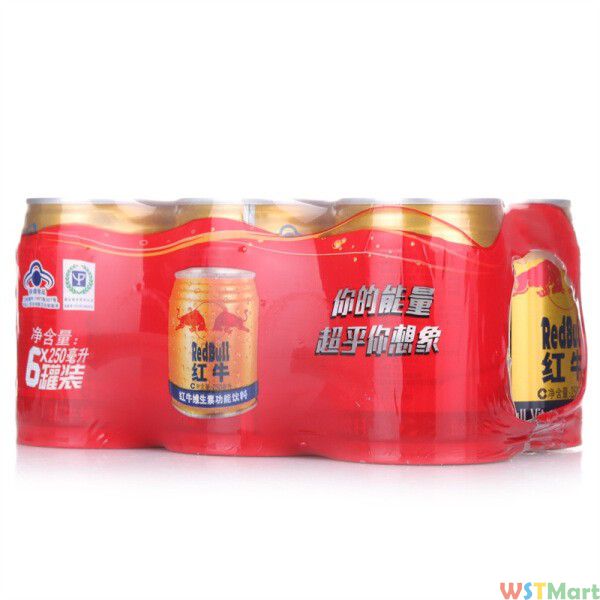 净含量：
6X250毫升
罐装
RedBull
红牛
红牛维生素功能饮料
你的能量
超乎你想象
RedBull
红牛
净含量
WSTMart